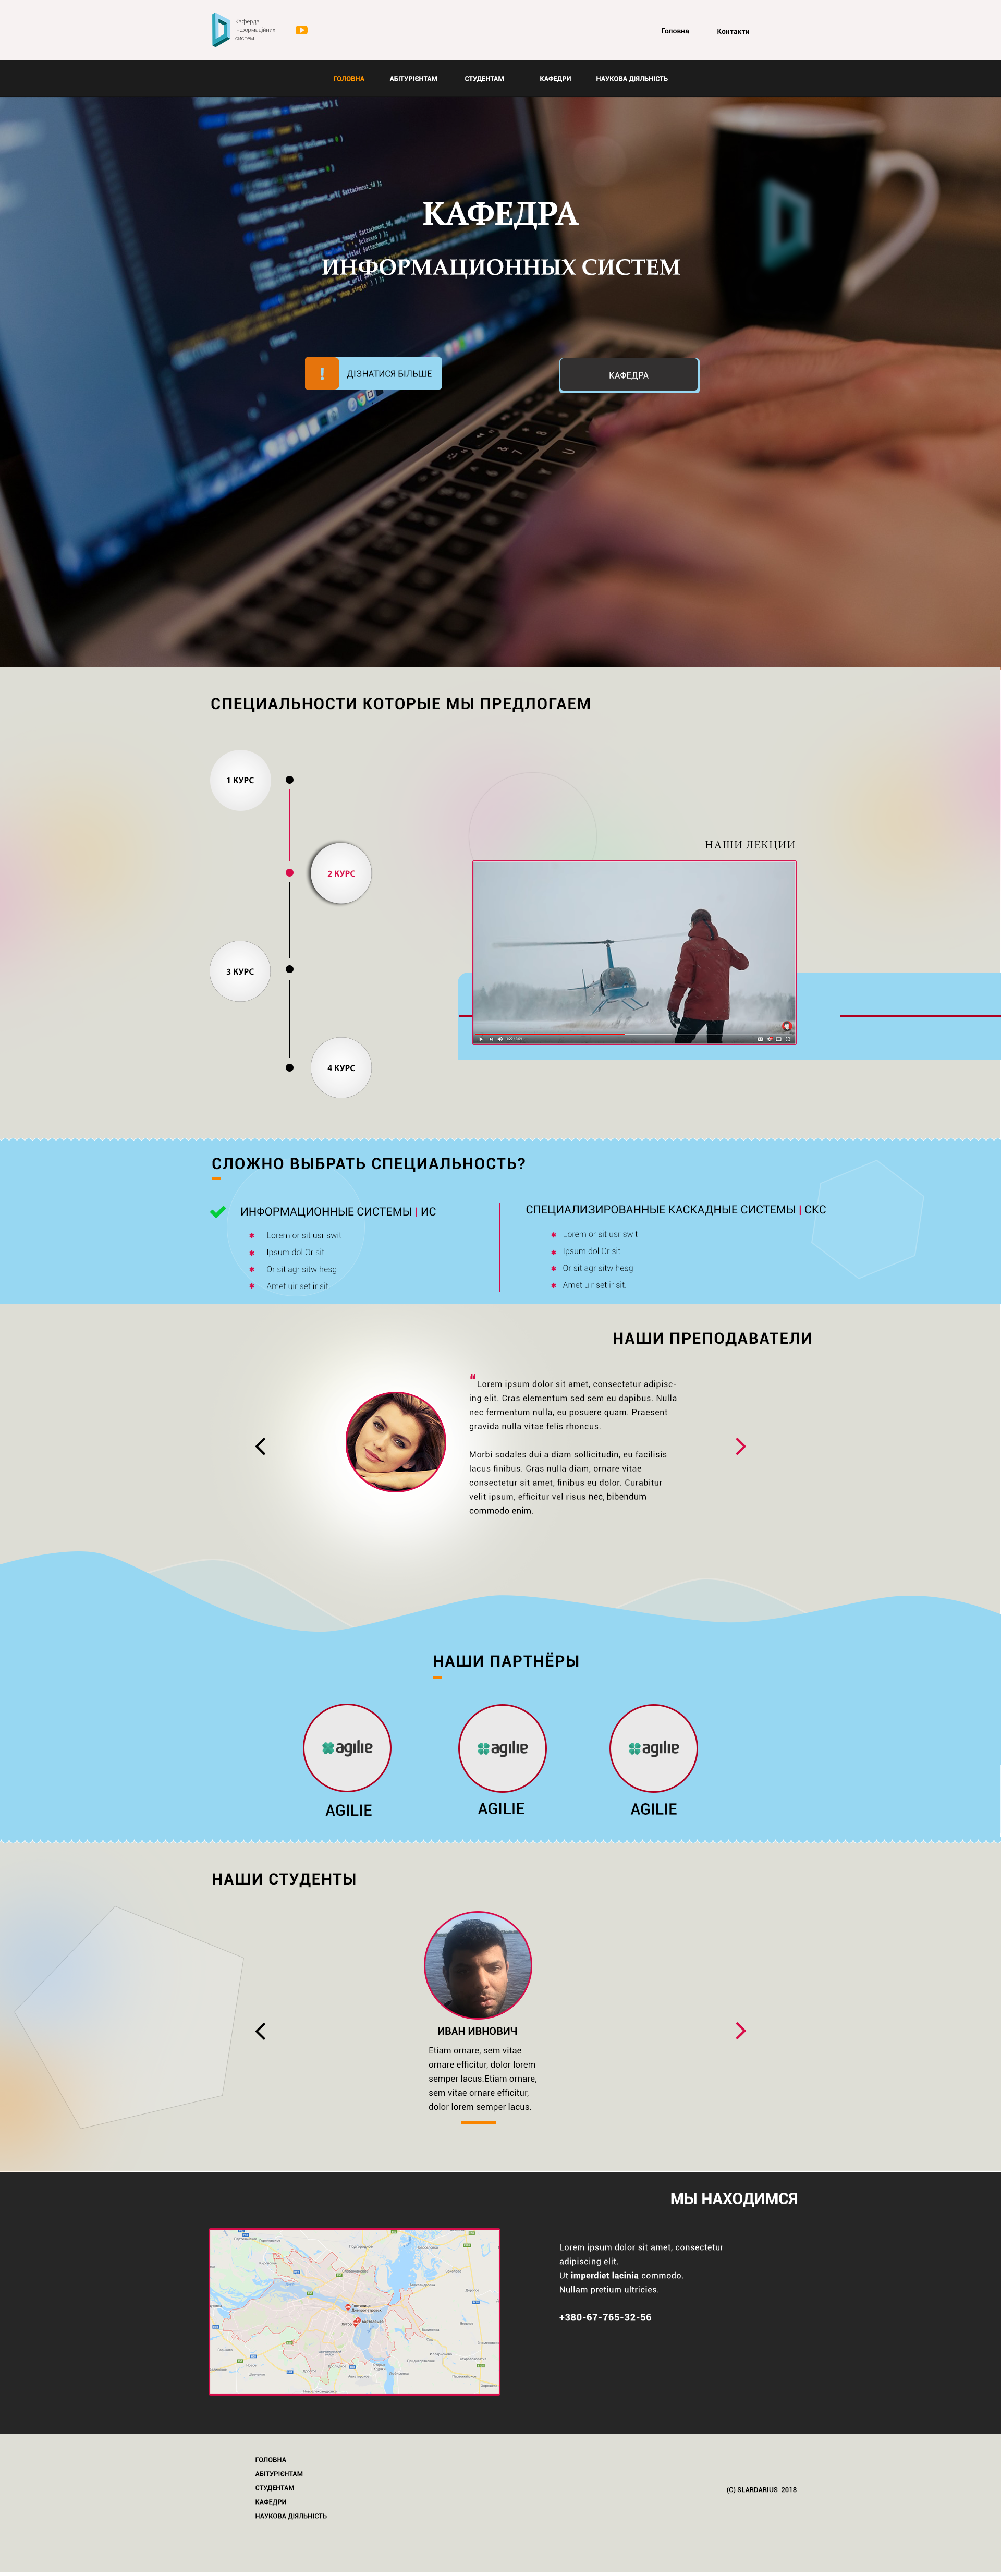 Кафедра
інформаційних
систем
Головна
Контакти
ГОЛОВНА
АБІТУРІЄНТАМ
СТУДЕНТАМ
КАФЕДРИ
НАУКОВА ДІЯЛЬНІСТЬ
КАФЕДРА
ИНФОРМАЦИОННЫХ СИСТЕМ
! ДІЗНАТИСЯ БІЛЬШЕ
КАФЕДРА
СПЕЦИАЛЬНОСТИ КОТОРЫЕ МЫ ПРЕДЛОГАЕМ
1 КУРС
2 КУРС
3 КУРС
4 КУРС
НАШИ ЛЕКЦИИ
СЛОЖНО ВЫБРАТЬ СПЕЦИАЛЬНОСТЬ?
ИНФОРМАЦИОННЫЕ СИСТЕМЫ | ИС
Lorem or sit usr swit
Ipsum dol Or sit
Or sit agr sitw hesg
Amet uir set ir sit.
СПЕЦИАЛИЗИРОВАННЫЕ КАСКАДНЫЕ СИСТЕМЫ | СКС
Lorem or sit usr swit
Ipsum dol Or sit
Or sit agr sitw hesg
Amet uir set ir sit.
НАШИ ПРЕПОДАВАТЕЛИ
“Lorem ipsum dolor sit amet, consectetur adipisc-
ing elit. Cras elementum sed sem eu dapibus. Nulla
nec fermentum nulla, eu posuere quam. Praesent
gravida nulla vitae felis rhoncus.
Morbi sodales dui a diam sollicitudin, eu facilisis
lacus finibus. Cras nulla diam, ornare vitae
consectetur sit amet, finibus eu dolor. Curabitur
velit ipsum, efficitur vel risus nec, bibendum
commodo enim.
НАШИ ПАРТНЁРЫ
agilie
agilie
agilie
AGILIE
AGILIE
AGILIE
НАШИ СТУДЕНТЫ
ИВАН ИВНОВИЧ
Etiam ornare, sem vitae
ornare efficitur, dolor lorem
semper lacus.Etiam ornare,
sem vitae ornare efficitur,
dolor lorem semper lacus.
МЫ НАХОДИМСЯ
Lorem ipsum dolor sit amet, consectetur
adipiscing elit.
Ut imperdiet lacinia commodo.
Nullam pretium ultricies.
+380-67-765-32-56
ГОЛОВНА
АБІТУРІЄНТАМ
СТУДЕНТАМ
КАФЕДРИ
НАУКОВА ДІЯЛЬНІСТЬ
(C) SLARDARIUS 2018